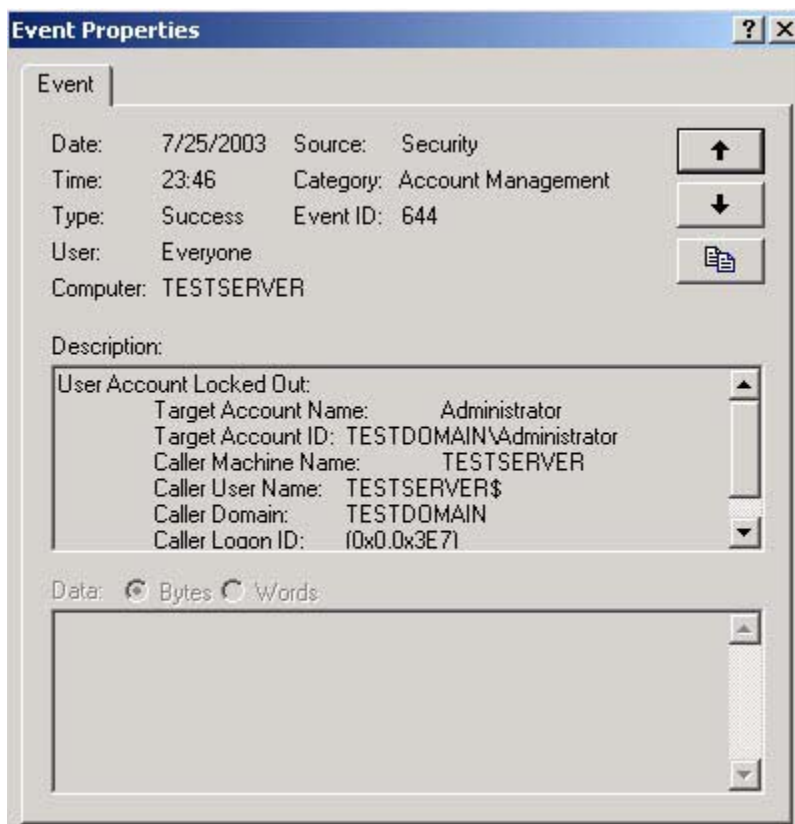 Event Properties
Event
Date: 7/25/2003 Source: Security
Time: 23:46 Category: Account Management
Type: Success Event ID: 644
User: Everyone
Computer: TESTSERVER
Description:
User Account Locked Out:
Target Account Name: Administrator
Target Account ID: TESTDOMAIN\Administrator
Caller Machine Name: TESTSERVER
Caller User Name: TESTSERVER$
Caller Domain: TESTDOMAIN
Caller Logon ID: (0x0,0x3E7)
Data: Bytes Words